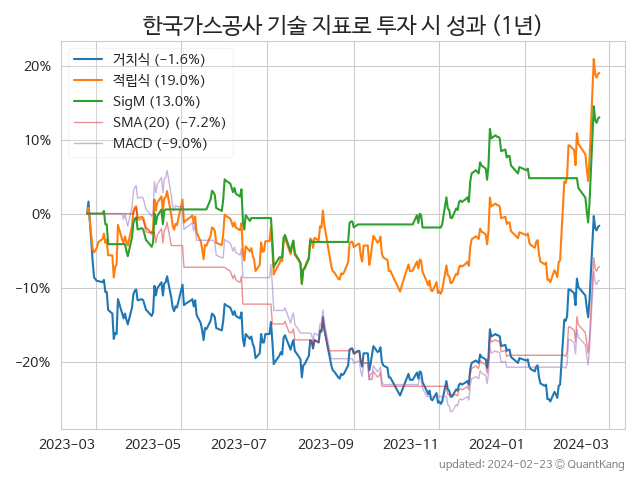 한국가스공사 기술 지표로 투자 시 성과 (1년)
거치식 (−1.6%)
적립식 (19.0%)
SigM (13.0%)
SMA(20) (−7.2%)
MACD (−9.0%)
20%
10%
0%
−10%
−20%
2023-03 2023-05 2023-07 2023-09 2023-11 2024-01 2024-03
updated: 2024-02-23 © QuantKang